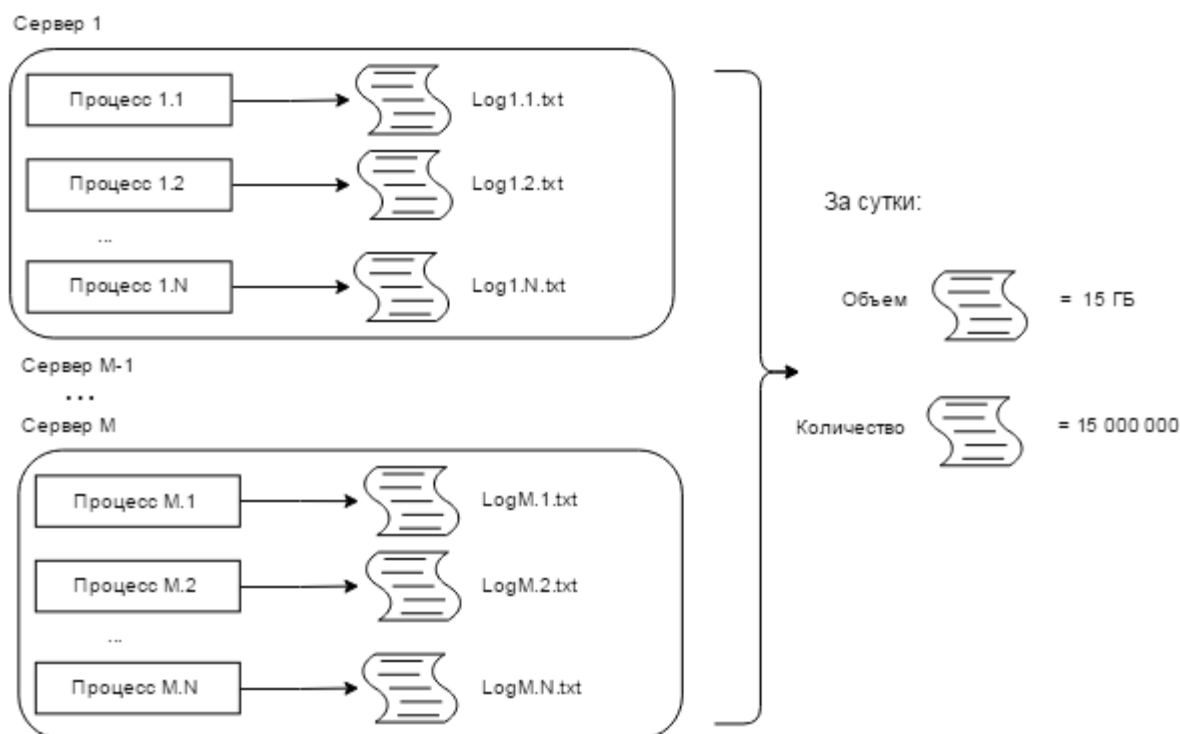 Сервер 1
Процесс 1.1
Log1.1.txt
Процесс 1.2
Log1.2.txt
...
Процесс 1.N
Log1.N.txt
Сервер М-1
...
Сервер М
Процесс М.1
LogM.1.txt
Процесс М.2
LogM.2.txt
...
Процесс М.N
LogM.N.txt
За сутки:
Объем = 15 ГБ
Количество = 15 000 000